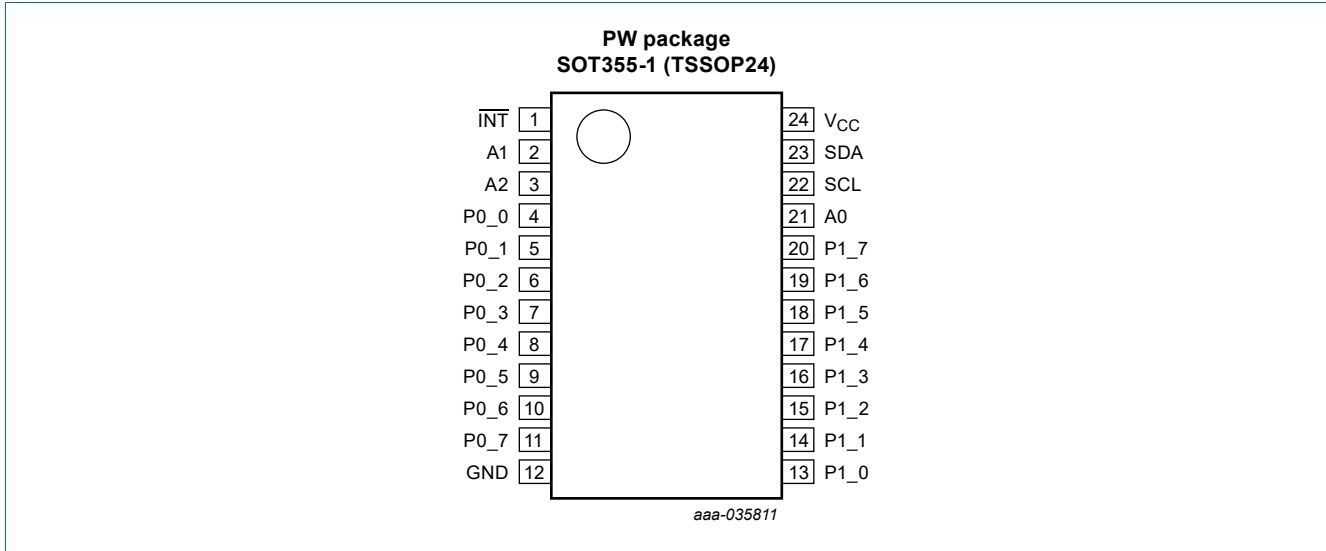 PW package
SOT355-1 (TSSOP24)
INT 1 24 VCC
A1 2 23 SDA
A2 3 22 SCL
P0_0 4 21 A0
P0_1 5 20 P1_7
P0_2 6 19 P1_6
P0_3 7 18 P1_5
P0_4 8 17 P1_4
P0_5 9 16 P1_3
P0_6 10 15 P1_2
P0_7 11 14 P1_1
GND 12 13 P1_0
aaa-035811